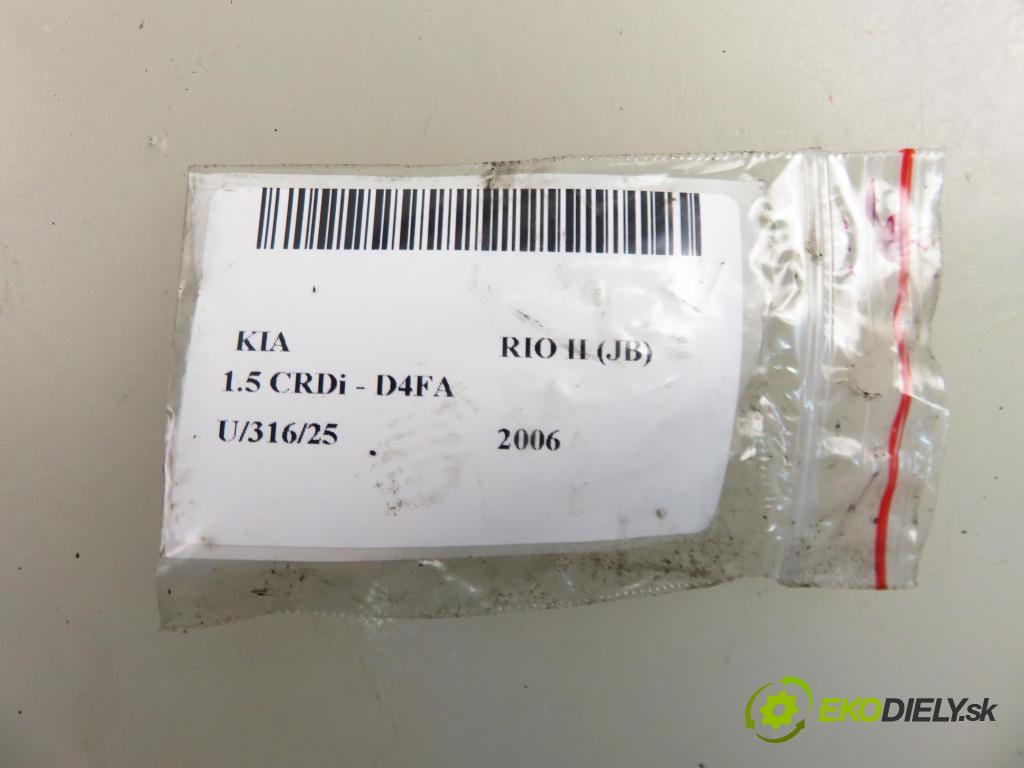 KIA RIO II (JB)
1.5 CRDi - D4FA
U/316/25 2006
EKODIELY.sk